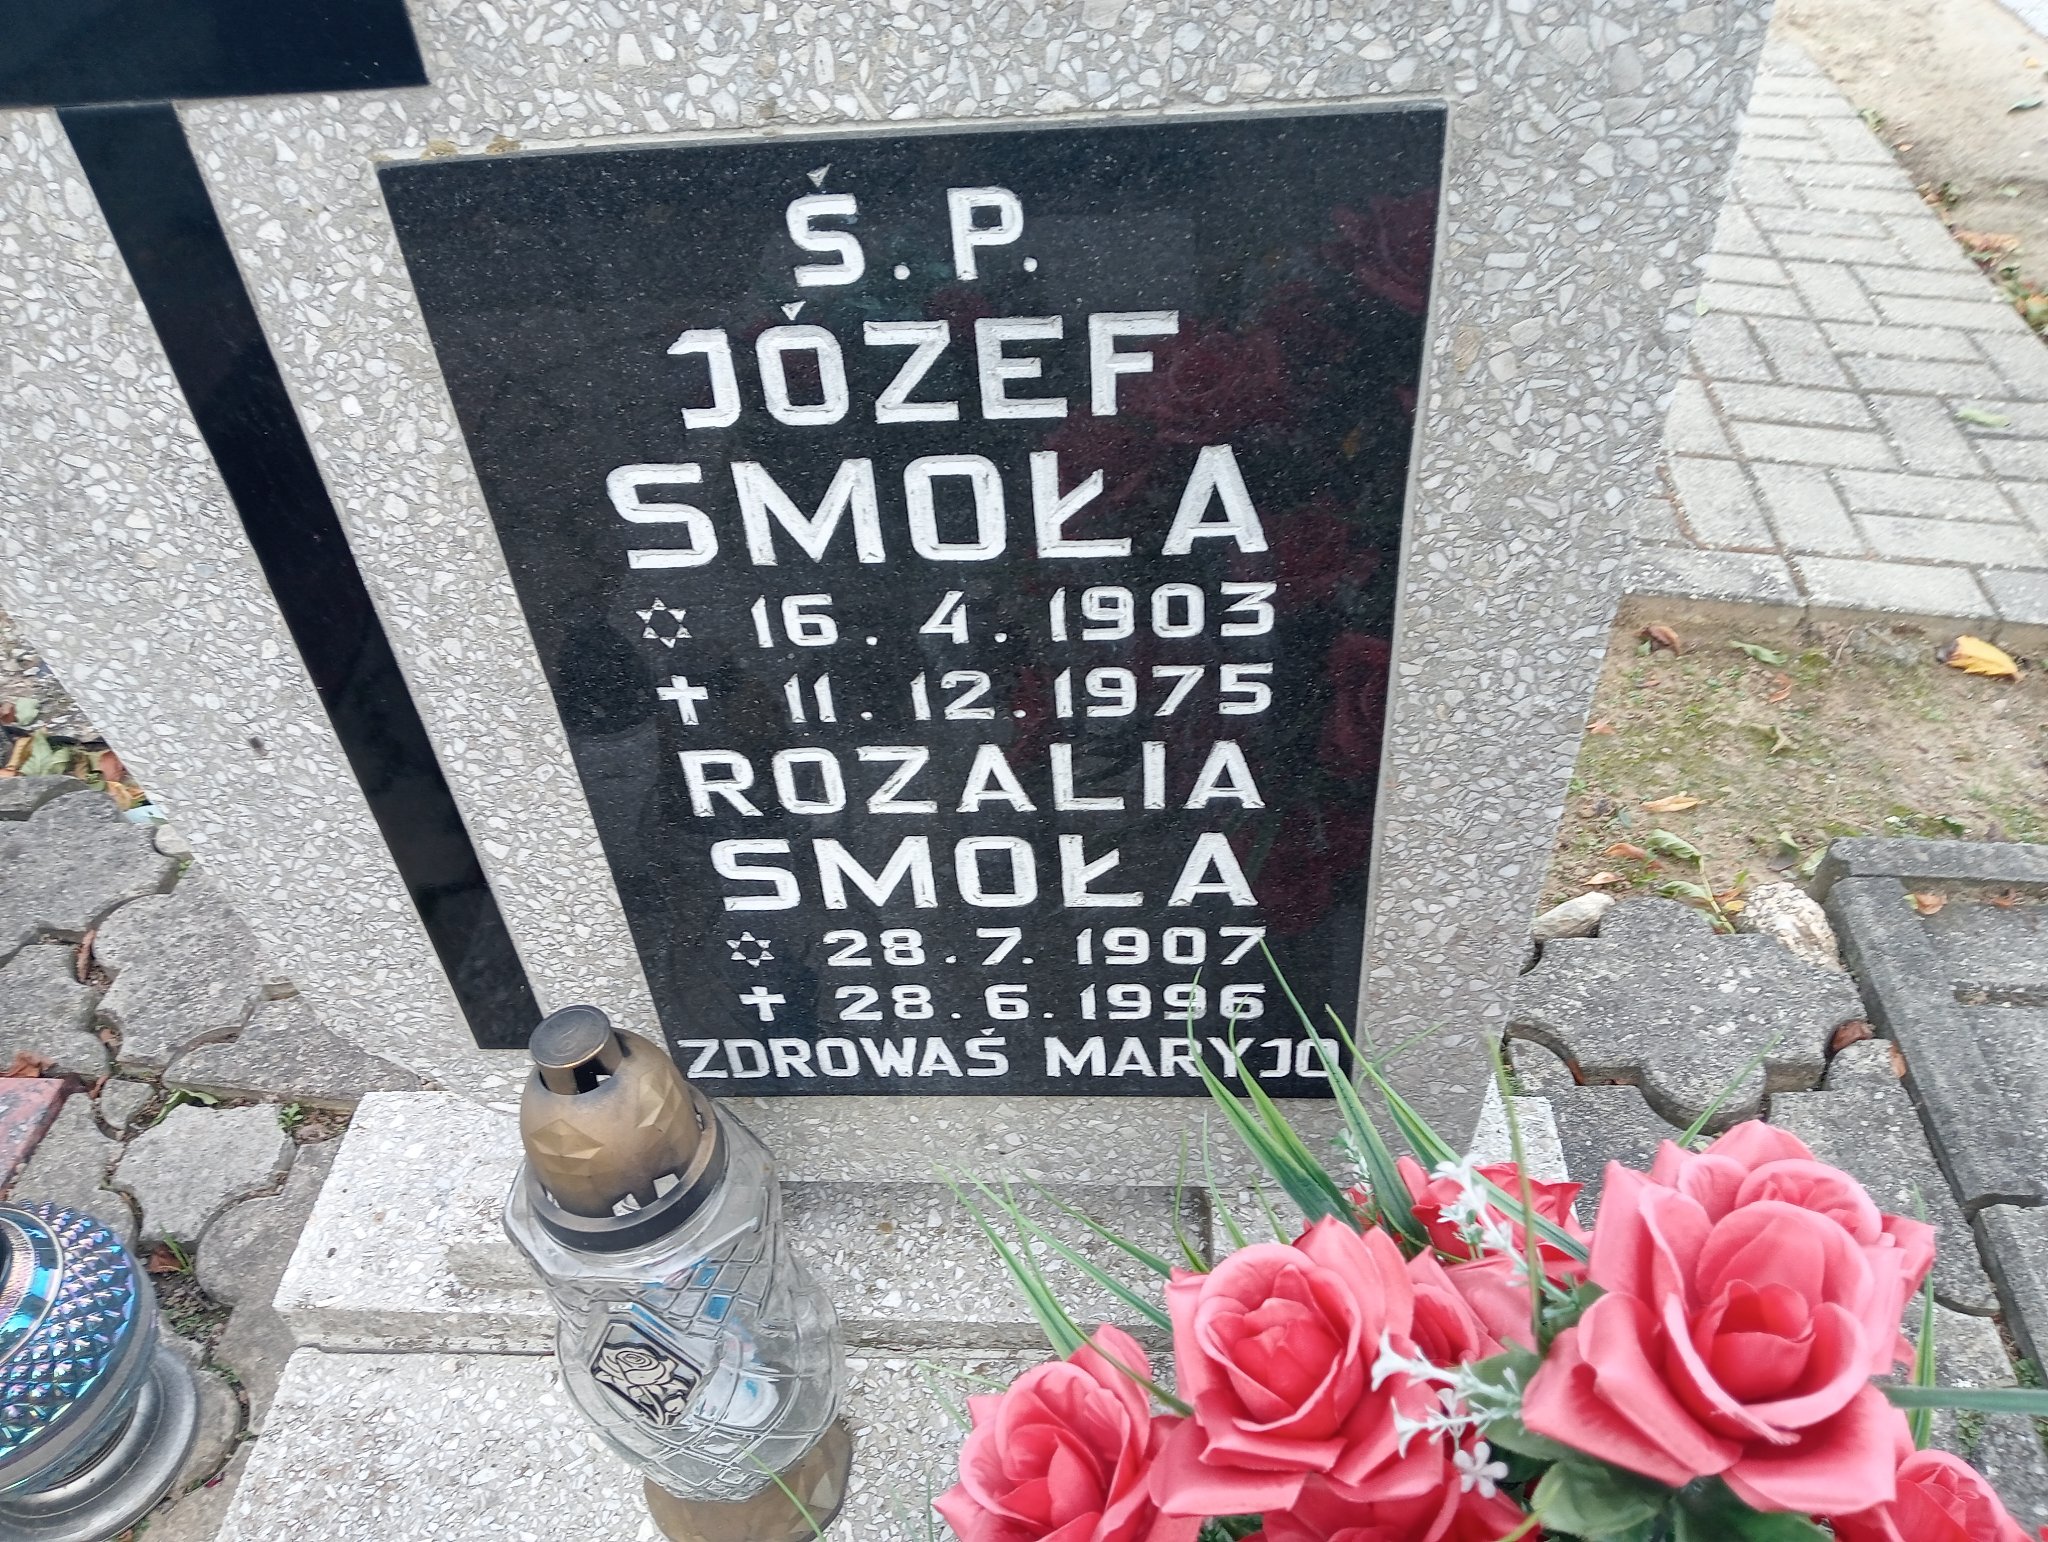 Ś.P.
JÓZEF
SMOŁA
✡ 16.4.1903
✝ 11.12.1975
ROZALIA
SMOŁA
✡ 28.7.1907
✝ 28.6.1996
ZDROWAŚ MARYJO